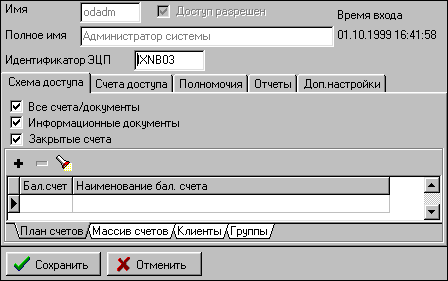 Имя odadm Доступ разрешен Время входа
Полное имя Администратор системы 01.10.1999 16:41:58
Идентификатор ЭЦП IXNB03
Схема доступа Счета доступа Полномочия Отчеты Доп.настройки
Все счета/документы
Информационные документы
Закрытые счета
Бал.счет Наименование бал. счета
План счетов Массив счетов Клиенты Группы
Сохранить Отменить